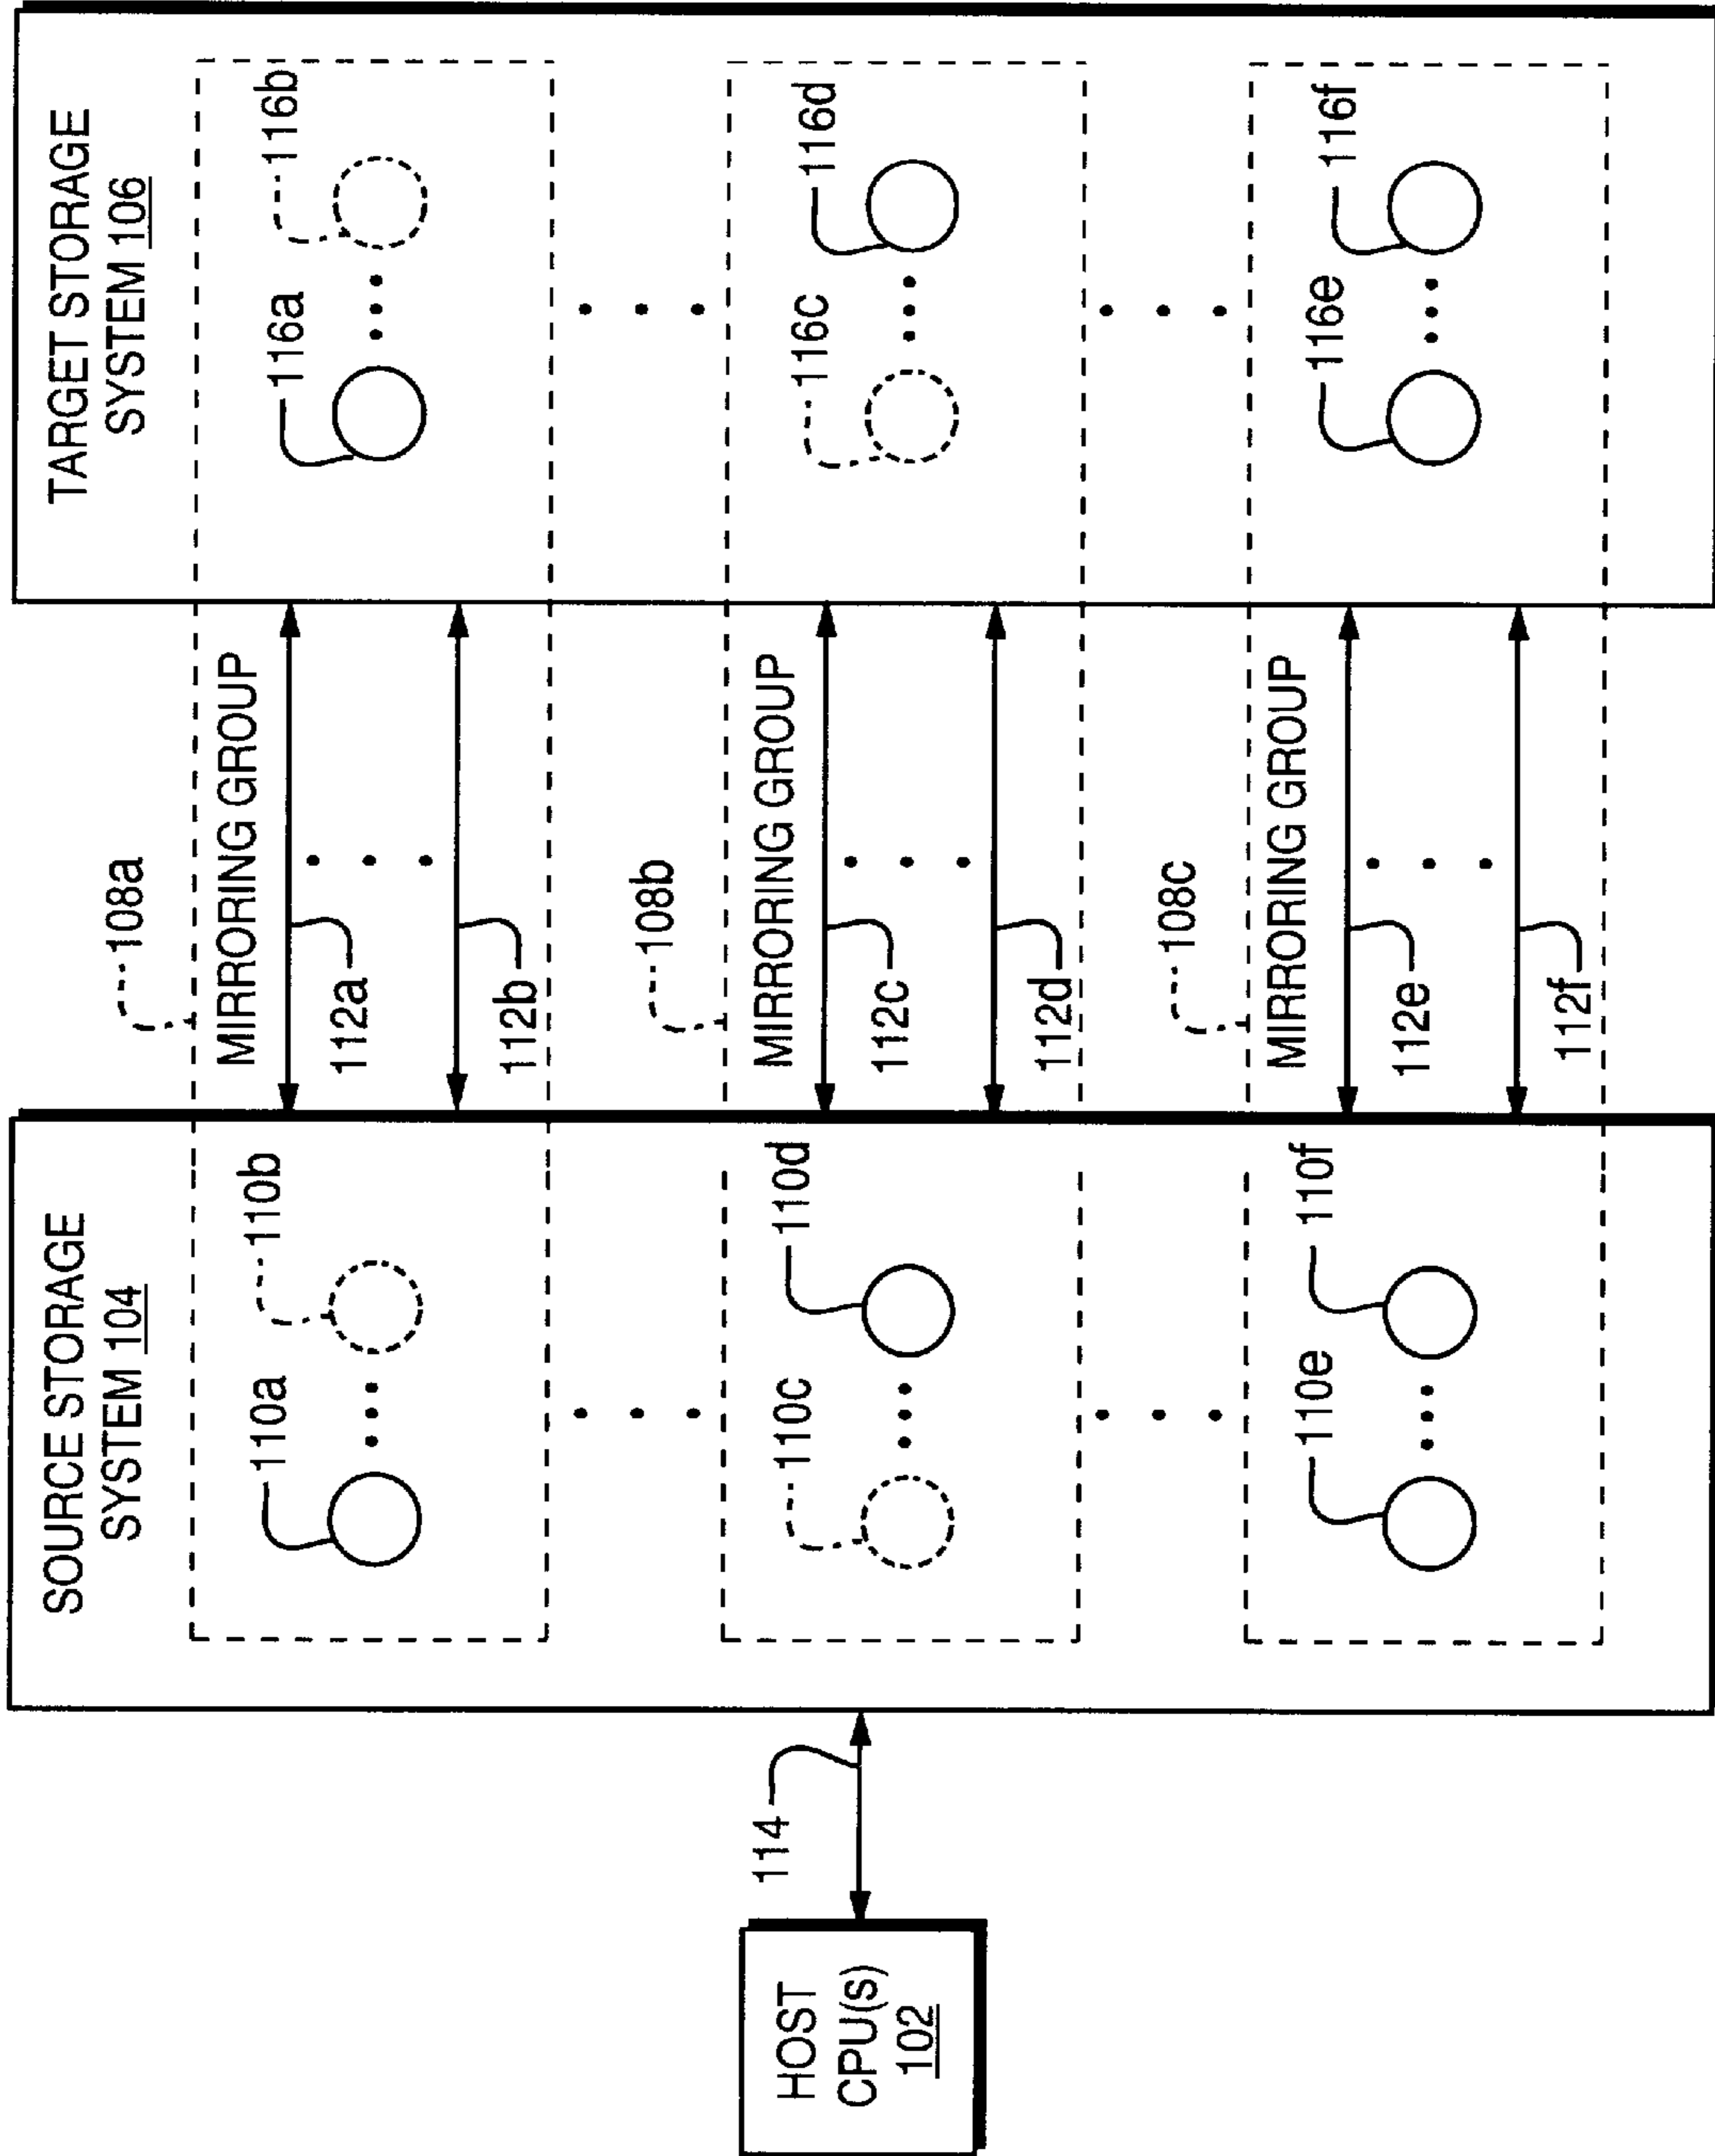 HOST
CPU(s)
102
114
SOURCE STORAGE
SYSTEM 104
110a
110b
110c
110d
110e
110f
108a
MIRRORING GROUP
112a
112b
108b
MIRRORING GROUP
112c
112d
108c
MIRRORING GROUP
112e
112f
TARGET STORAGE
SYSTEM 106
116a
116b
116c
116d
116e
116f